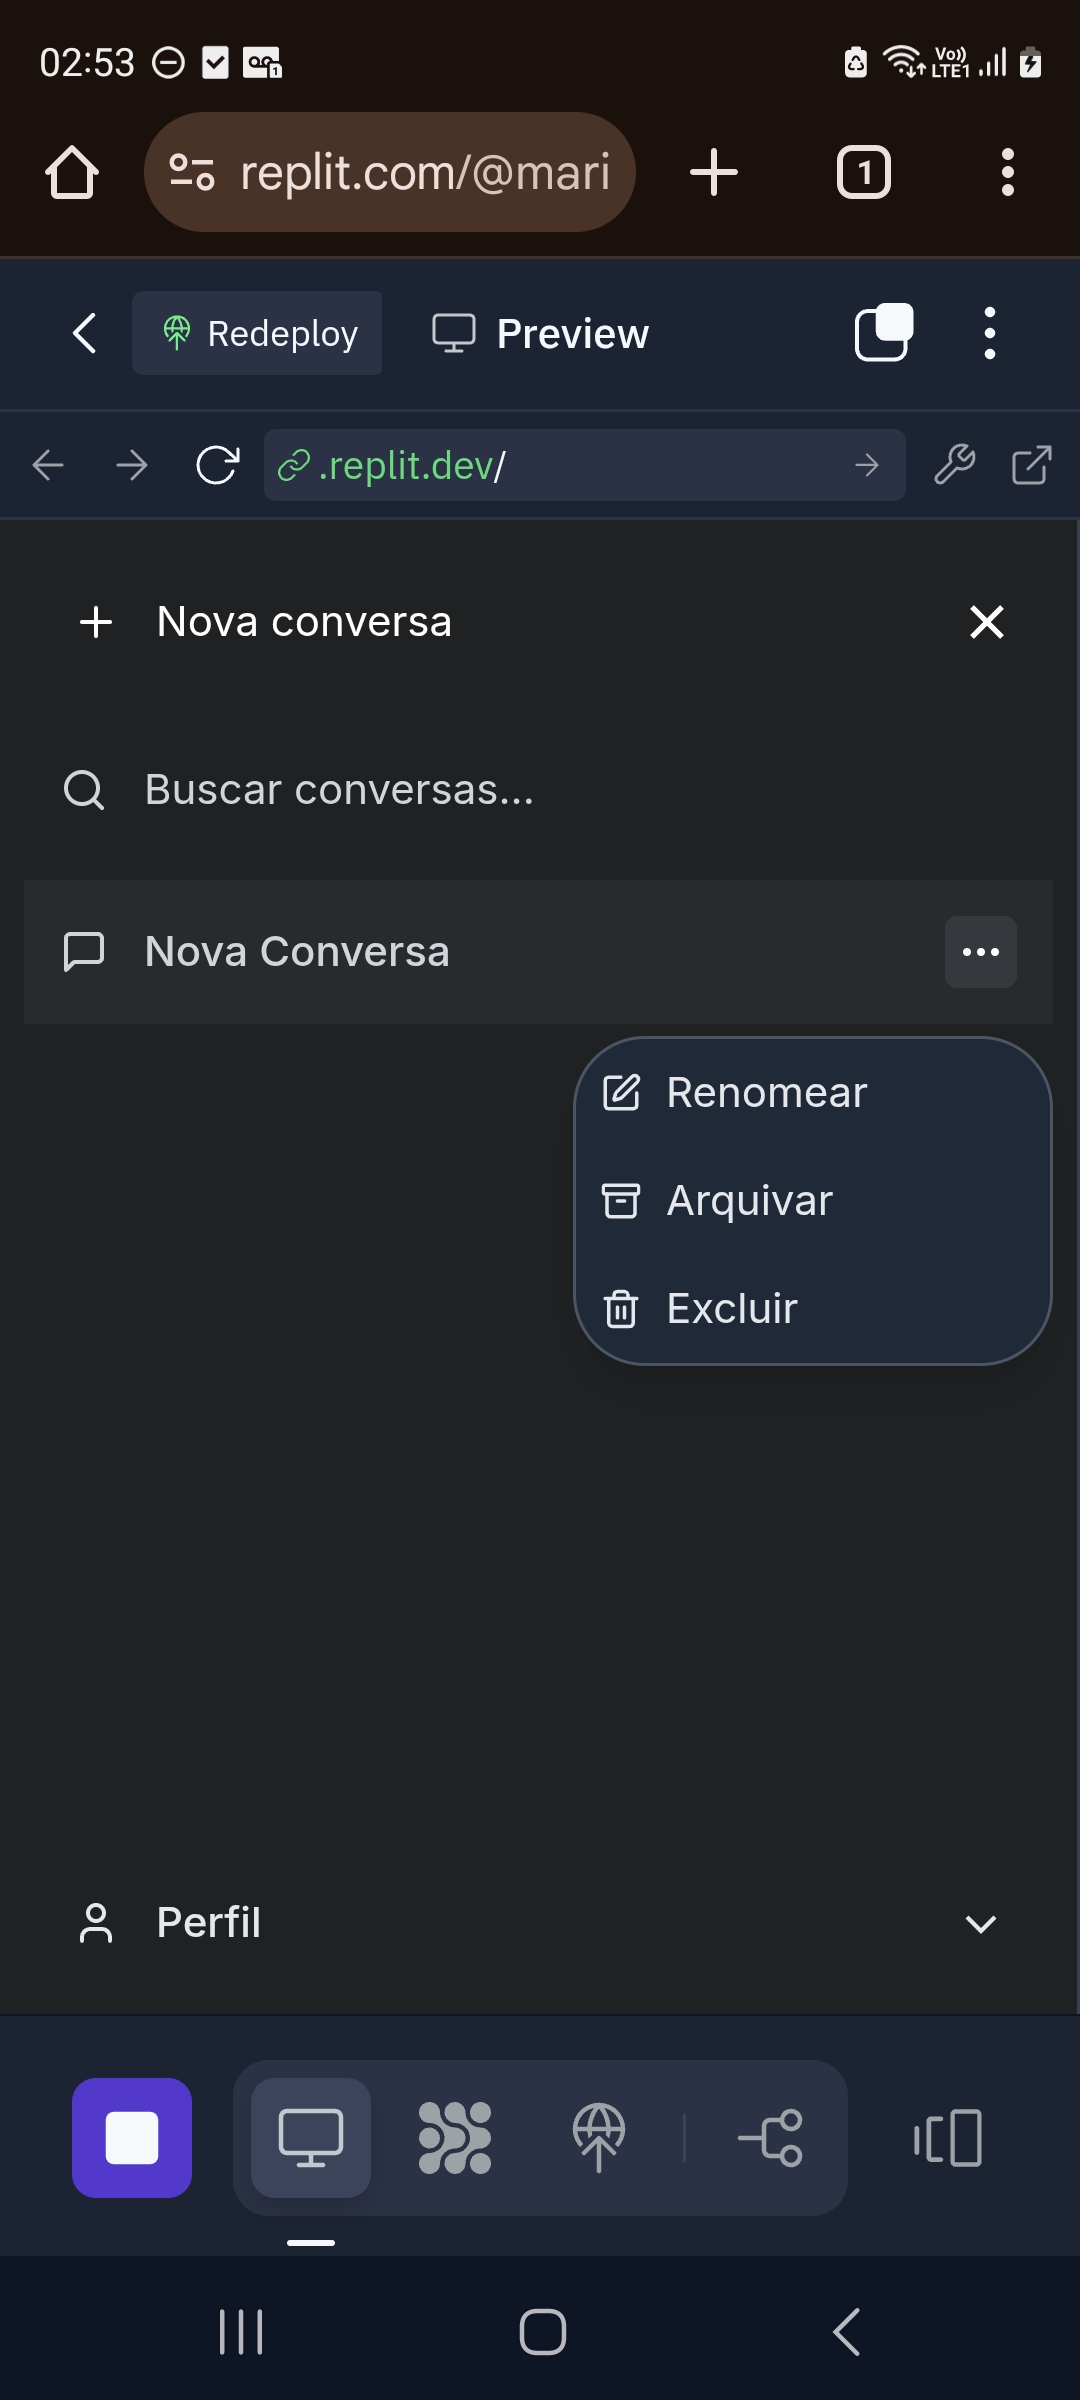 02:53
1
Vo))
LTE1
replit.com/@mari
1
Redeploy
Preview
.replit.dev/
Nova conversa
Buscar conversas...
Nova Conversa
Renomear
Arquivar
Excluir
Perfil